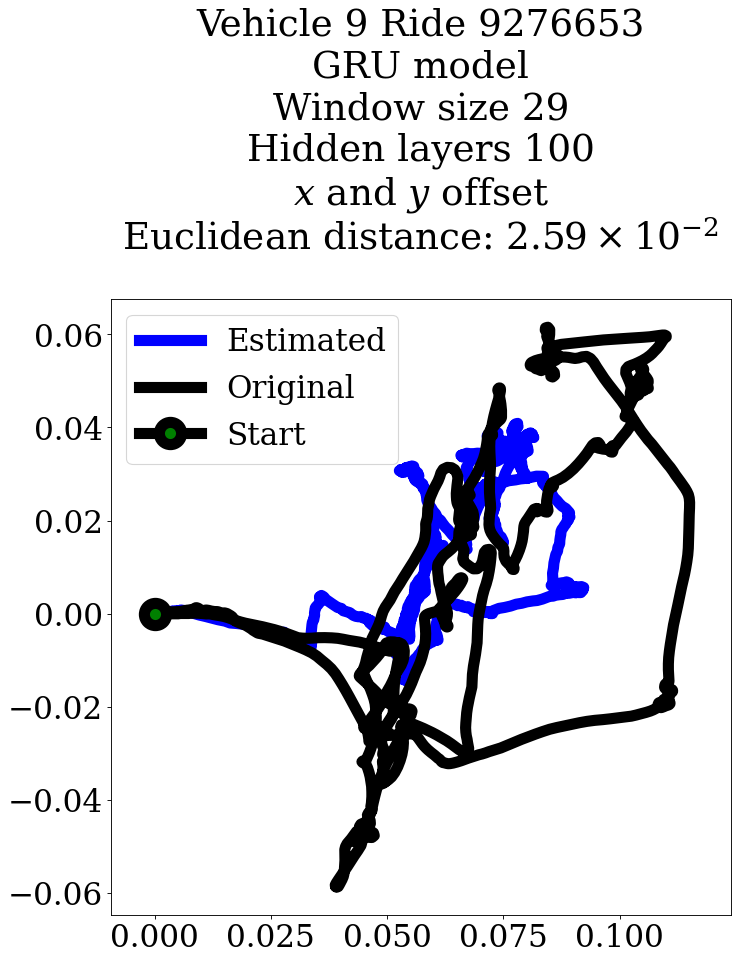 Vehicle 9 Ride 9276653
GRU model
Window size 29
Hidden layers 100
x and y offset
Euclidean distance: 2.59 × 10⁻²
Estimated
Original
Start
0.06
0.04
0.02
0.00
−0.02
−0.04
−0.06
0.000 0.025 0.050 0.075 0.100